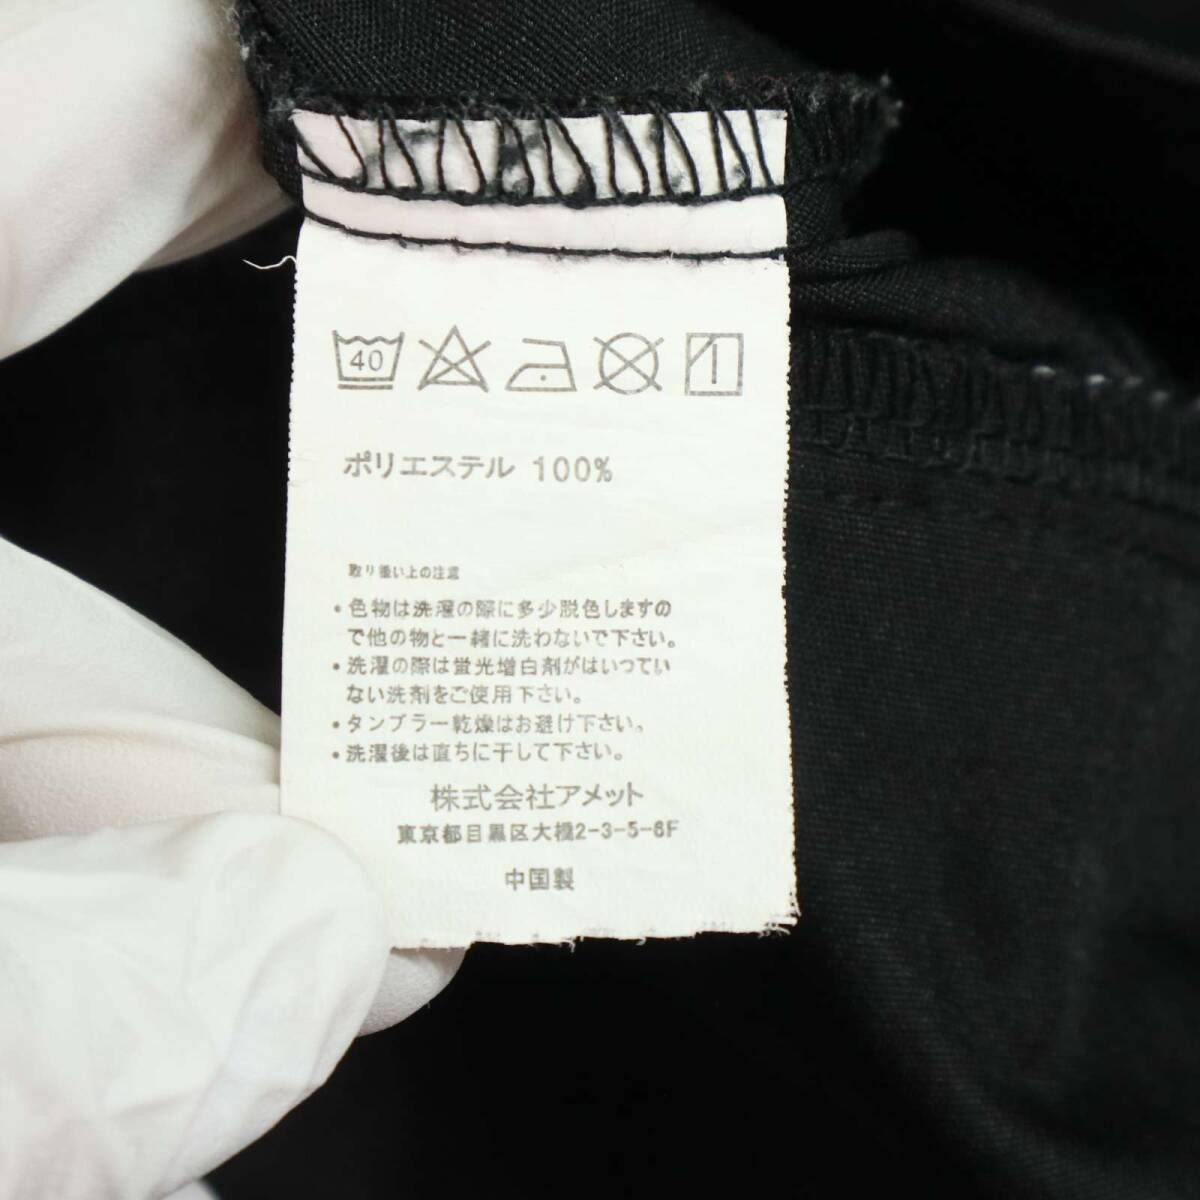 40
ポリエステル 100%
取り扱い上の注意
・色物は洗濯の際に多少脱色しますの
で他の物と一緒に洗わないで下さい。
・洗濯の際は蛍光増白剤がはいつてい
ない洗剤をご使用下さい。
・タンブラー乾燥はお避け下さい。
・洗濯後は直ちに干して下さい。
株式会社アメット
東京都目黒区大橋2-3-5-6F
中国製